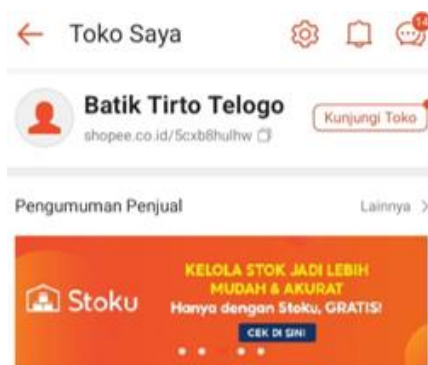 Toko Saya
14
Batik Tirto Telogo
shopee.co.id/5cxb8hulhw
Kunjungi Toko
Pengumuman Penjual
Lainnya
Stoku
KELOLA STOK JADI LEBIH
MUDAH & AKURAT
Hanya dengan Stoku, GRATIS!
CEK DI SINI